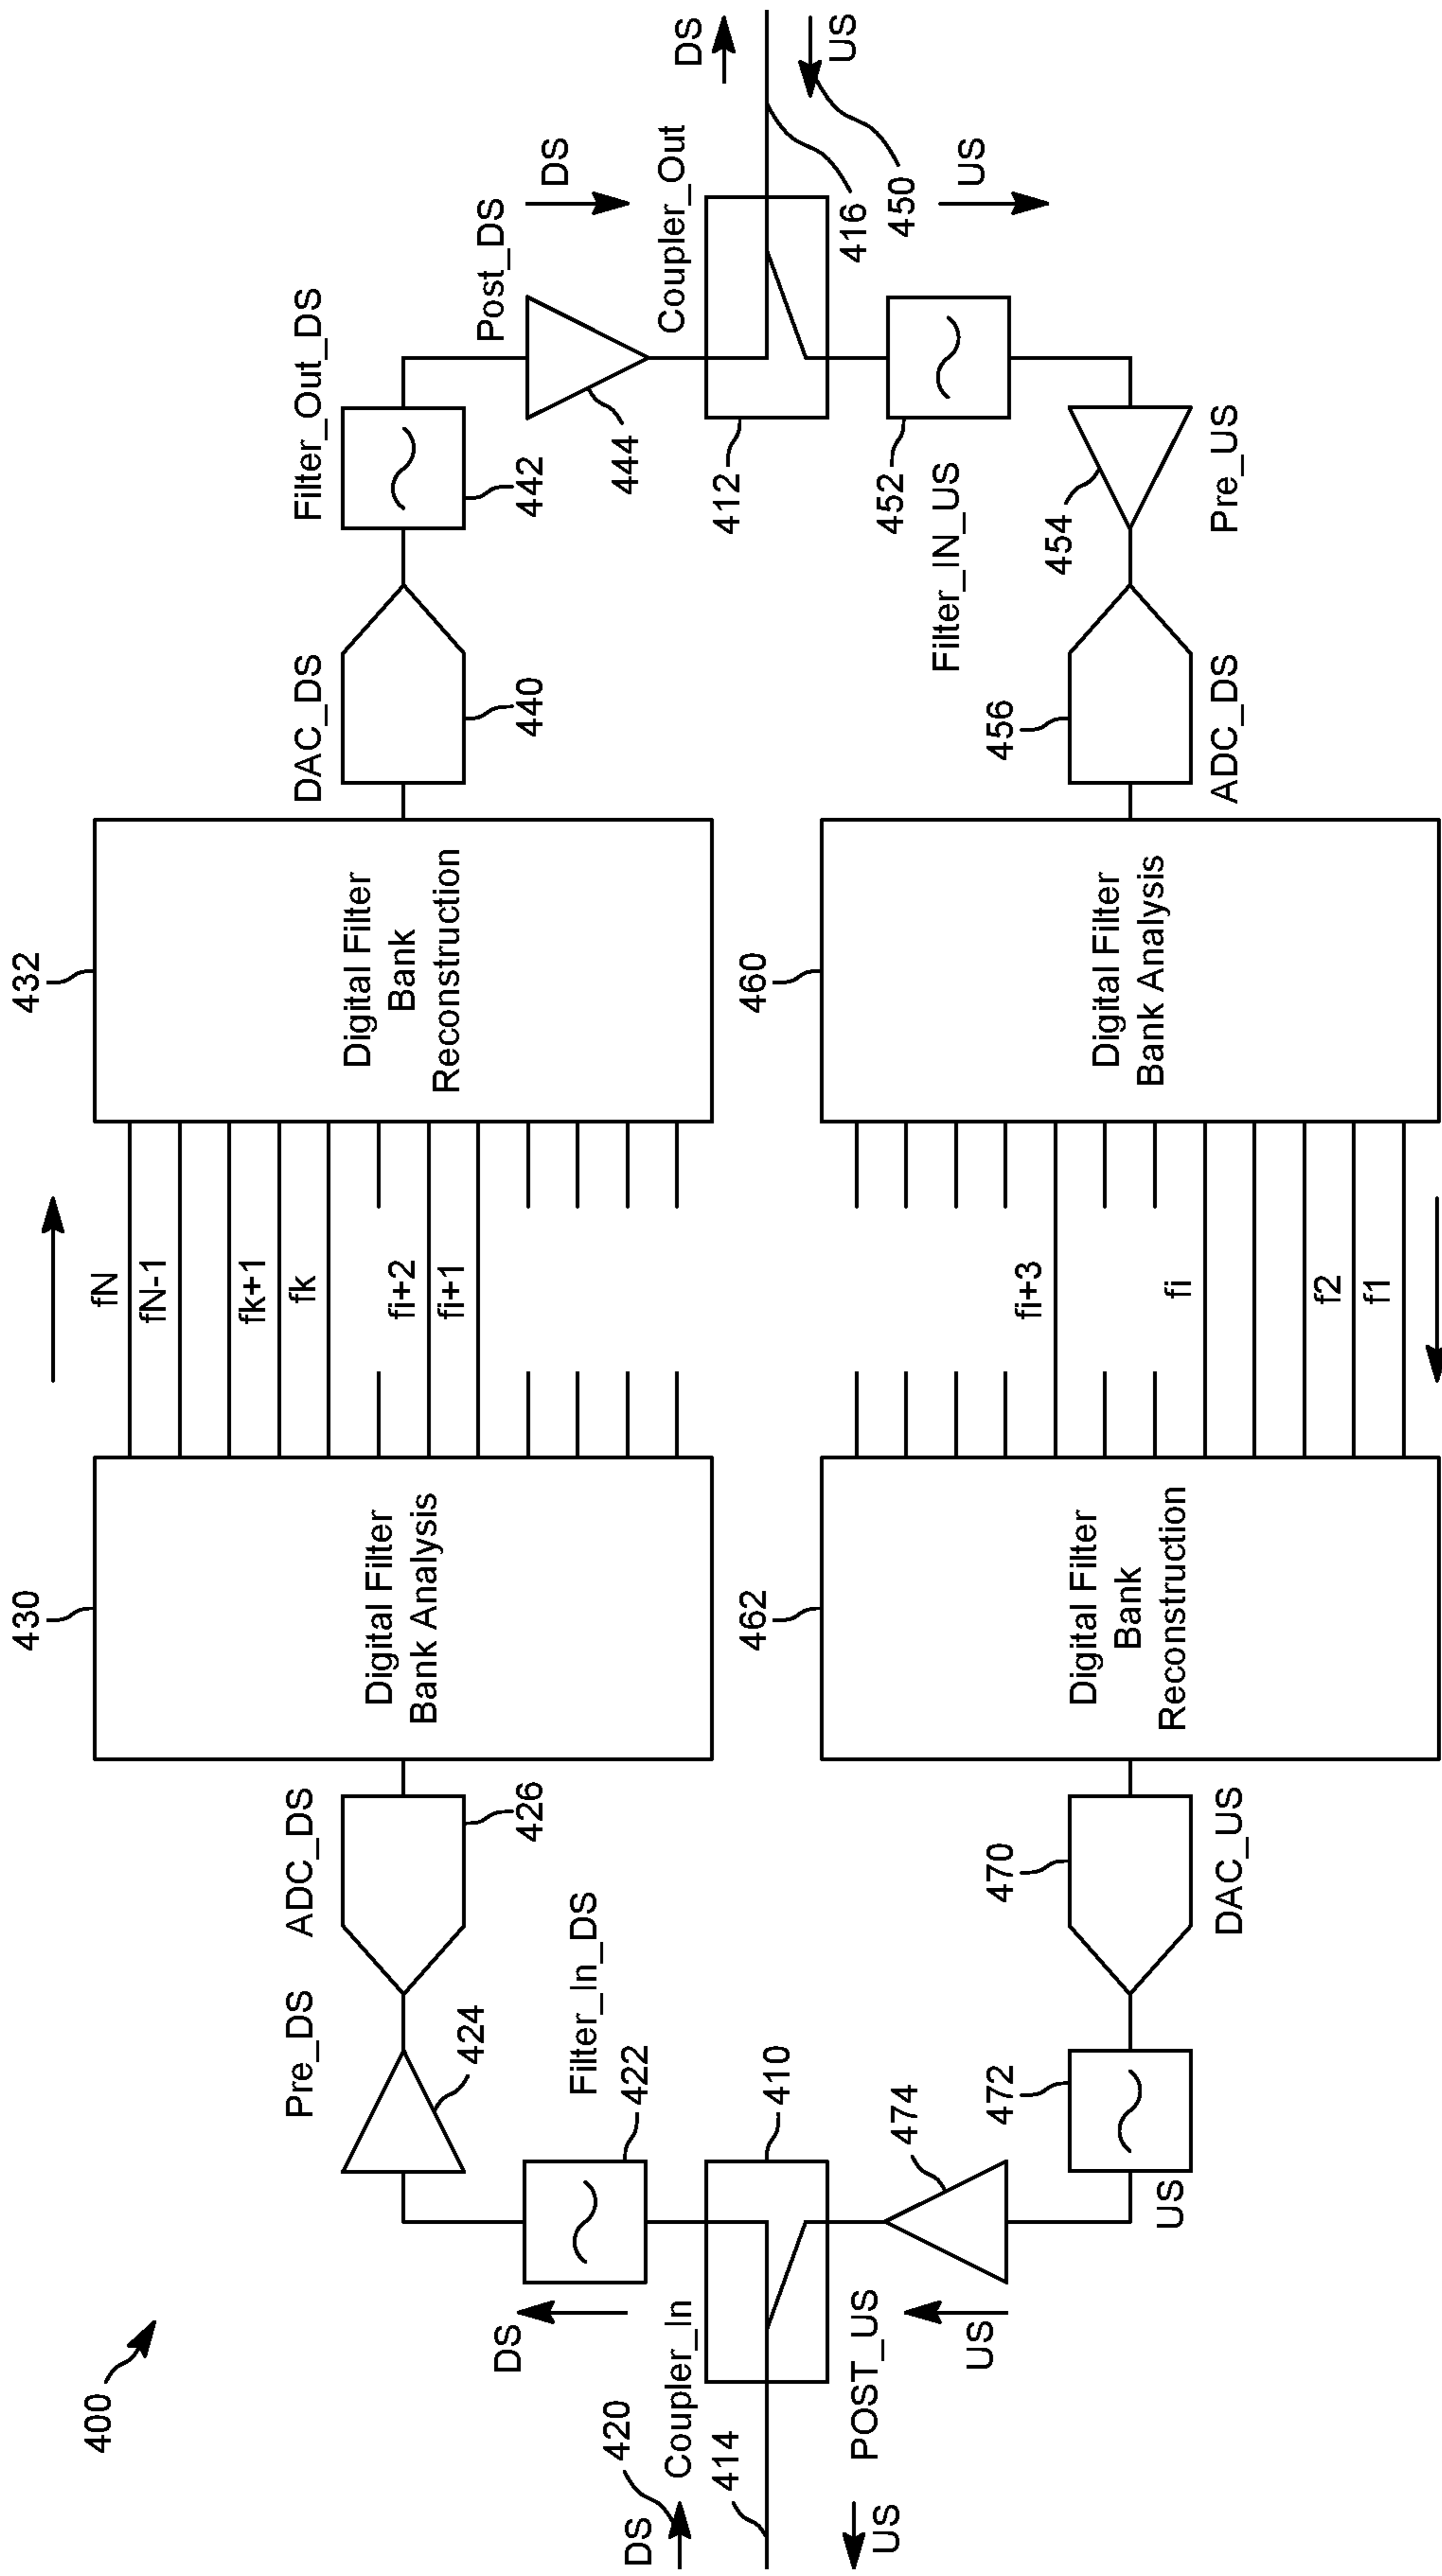 400
DS
420
Coupler_In
414
US
POST_US
DS
US
410
Filter_In_DS
422
Pre_DS
424
ADC_DS
426
430
Digital Filter
Bank Analysis
fN
fN-1
fk+1
fk
fi+2
fi+1
432
Digital Filter
Bank
Reconstruction
DAC_DS
440
Filter_Out_DS
442
Post_DS
444
DS
Coupler_Out
412
DS
US
416
450
US
452
Filter_IN_US
454
Pre_US
456
ADC_DS
460
Digital Filter
Bank Analysis
fi+3
fi
f2
f1
462
Digital Filter
Bank
Reconstruction
470
DAC_US
472
US
474